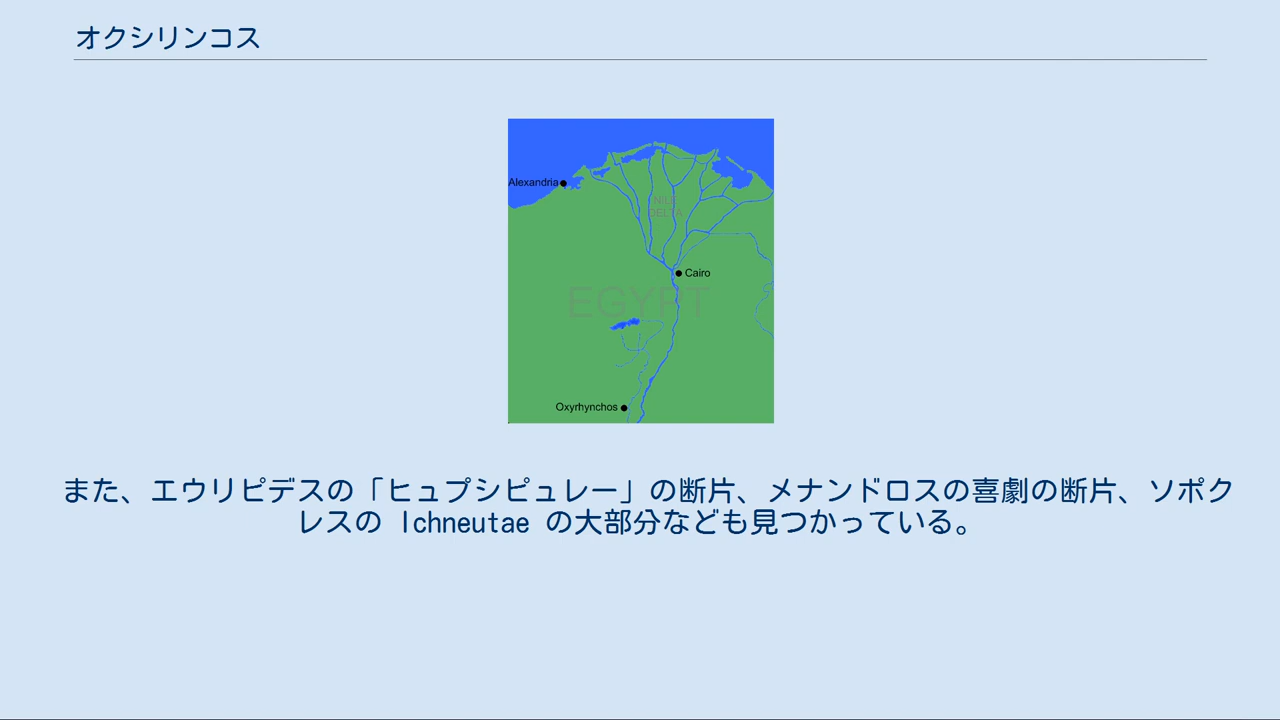 オクシリンコス
Alexandria
NILE
DELTA
Cairo
EGYPT
Oxyrhynchos
また、エウリピデスの「ヒュプシピュレー」の断片、メナンドロスの喜劇の断片、ソポク
レスの Ichneutae の大部分なども見つかっている。